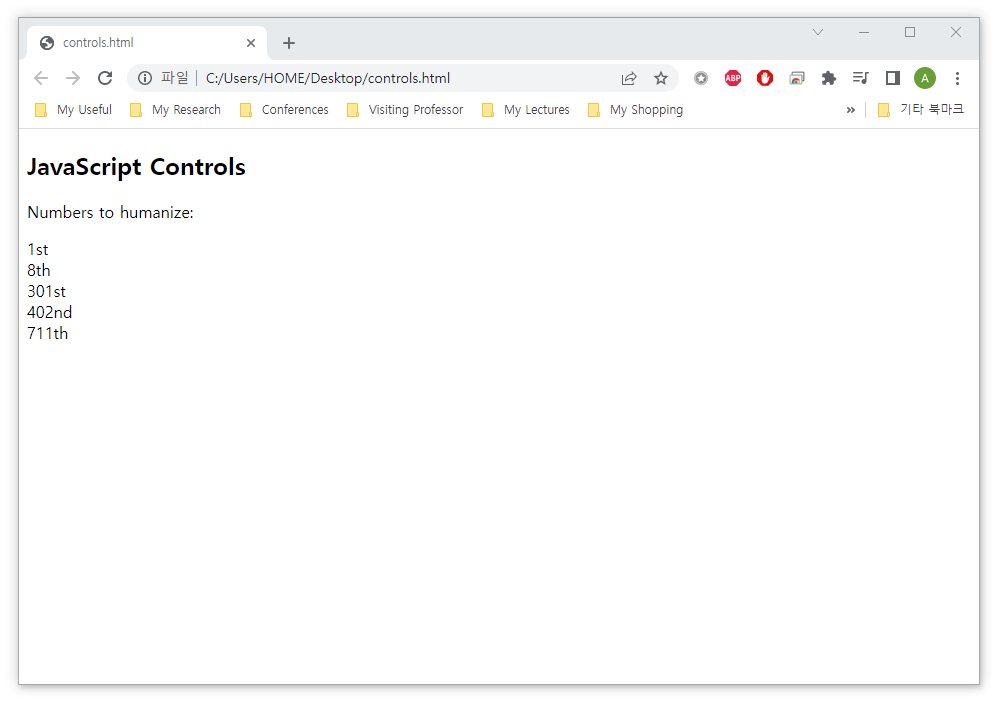 controls.html
파일 C:/Users/HOME/Desktop/controls.html ABP A
My Useful My Research Conferences Visiting Professor My Lectures My Shopping » 기타 북마크
JavaScript Controls
Numbers to humanize:
1st
8th
301st
402nd
711th